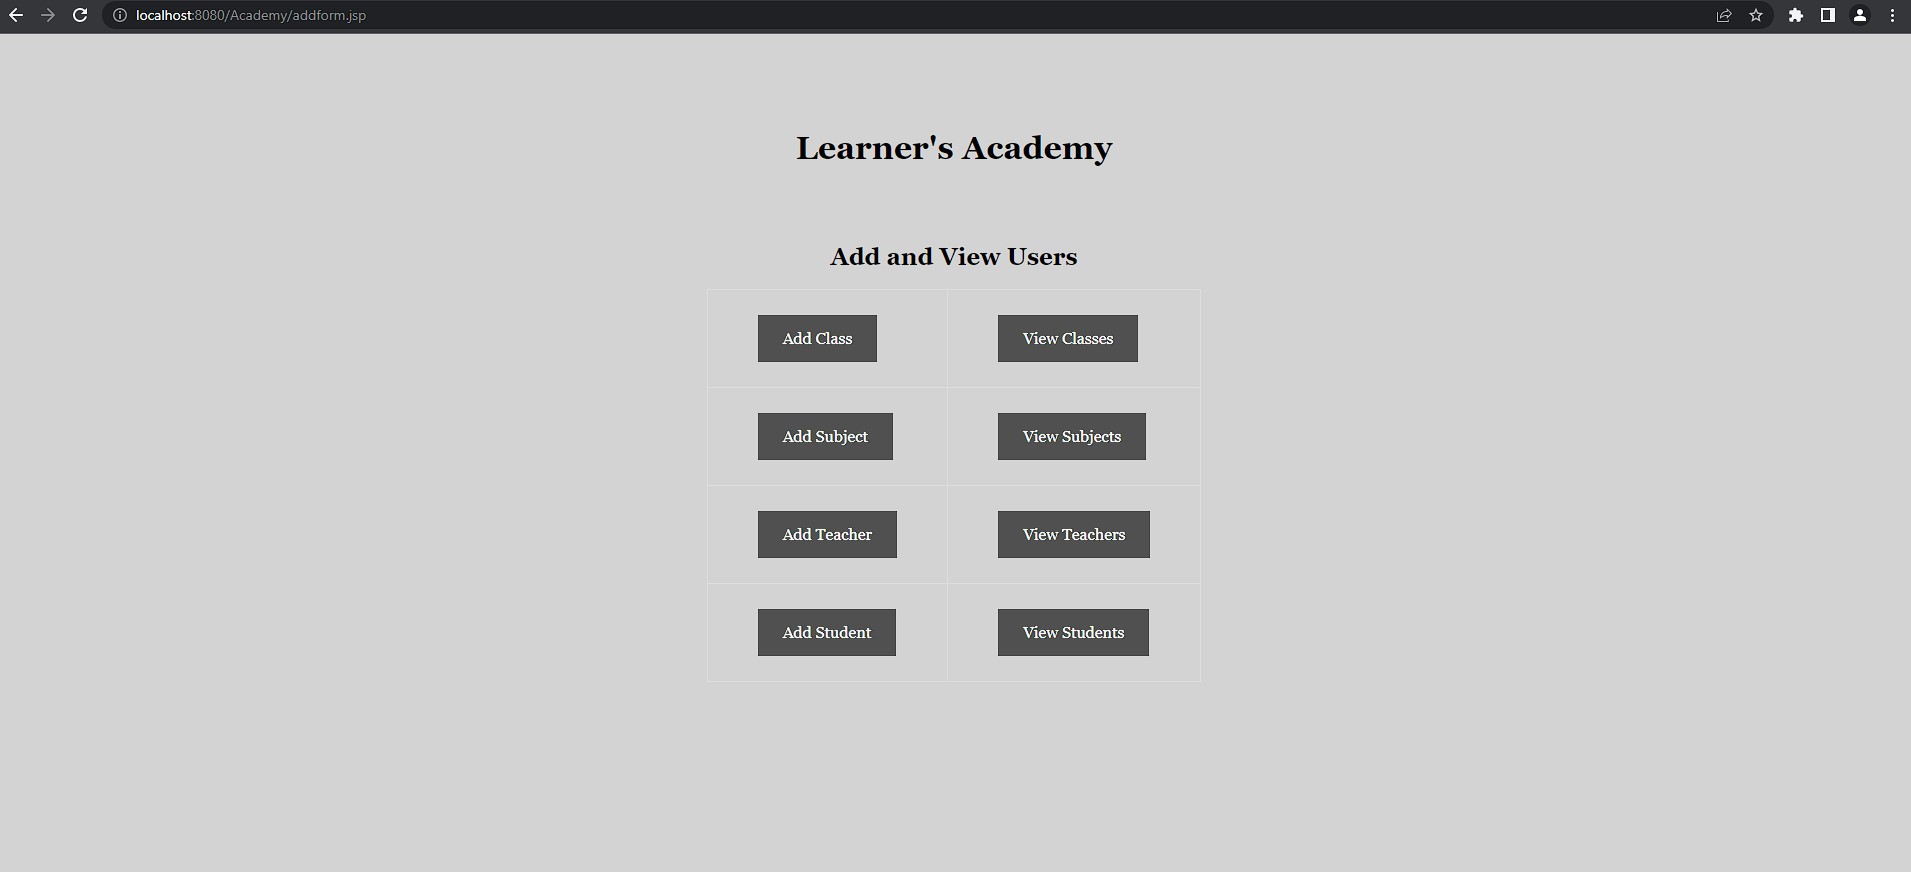 localhost:8080/Academy/addform.jsp
Learner's Academy
Add and View Users
Add Class
View Classes
Add Subject
View Subjects
Add Teacher
View Teachers
Add Student
View Students